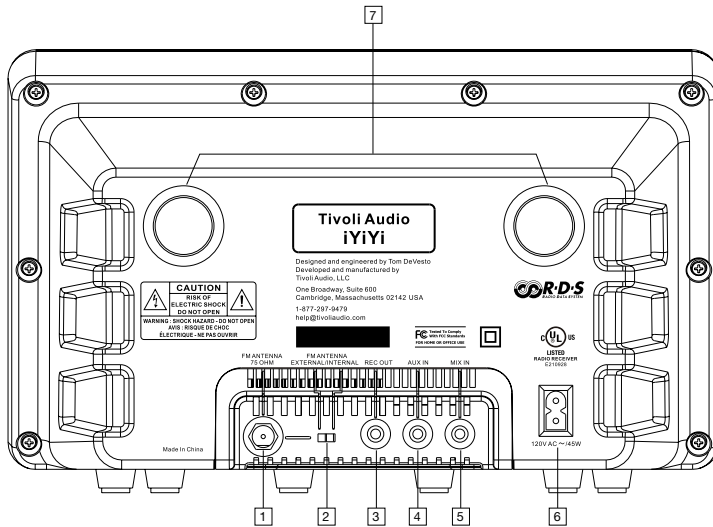 7
Tivoli Audio
iYiYi
Designed and engineered by Tom DeVesto
Developed and manufactured by
Tivoli Audio, LLC
One Broadway, Suite 600
Cambridge, Massachusetts 02142 USA
1-877-297-9479
help@tivoliaudio.com
CAUTION
RISK OF
ELECTRIC SHOCK
DO NOT OPEN
WARNING : SHOCK HAZARD - DO NOT OPEN
AVIS : RISQUE DE CHOC
ÉLECTRIQUE - NE PAS OUVRIR
R·D·S
RADIO DATA SYSTEM
FC Tested To Comply
With FCC Standards
FOR HOME OR OFFICE USE
C UL US
LISTED
RADIO RECEIVER
E210928
FM ANTENNA
75 OHM
FM ANTENNA
EXTERNAL/INTERNAL
REC OUT
AUX IN
MIX IN
120V AC ～/45W
Made In China
1
2
3
4
5
6